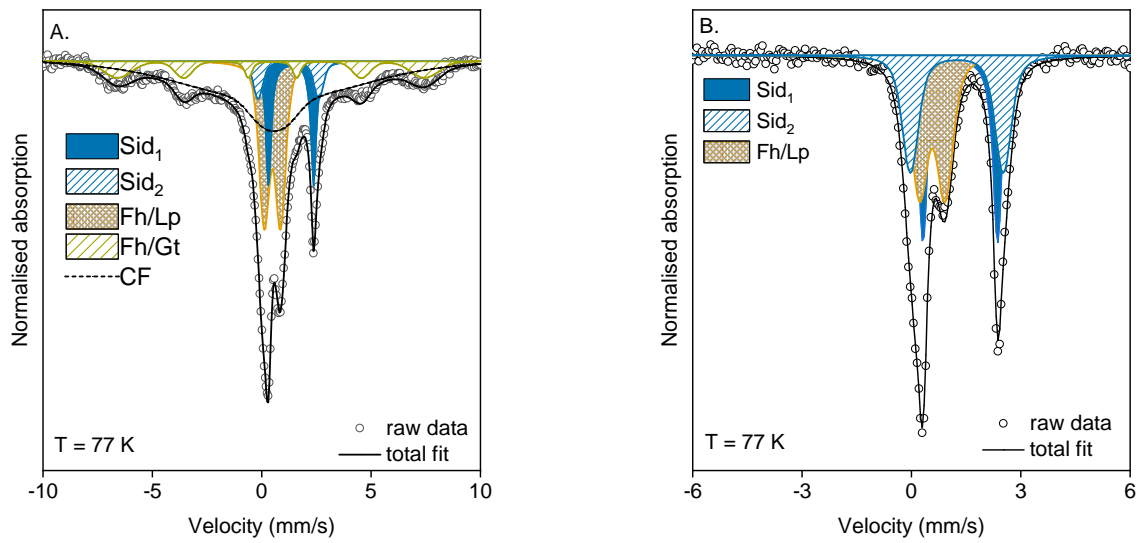 A.
Normalised absorption
Sid₁
Sid₂
Fh/Lp
Fh/Gt
CF
T = 77 K
raw data
total fit
-10 -5 0 5 10
Velocity (mm/s)
B.
Normalised absorption
Sid₁
Sid₂
Fh/Lp
T = 77 K
raw data
total fit
-6 -3 0 3 6
Velocity (mm/s)